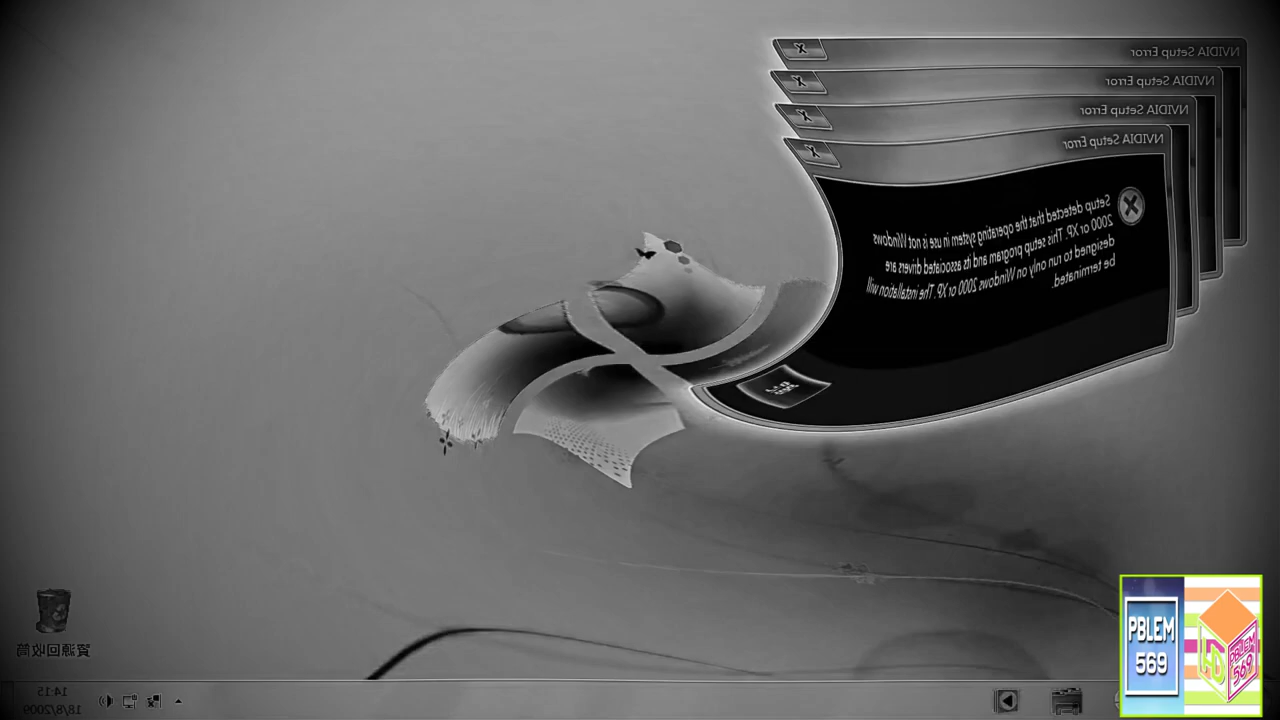 NVIDIA Setup Error
NVIDIA Setup Error
NVIDIA Setup Error
NVIDIA Setup Error
Setup detected that the operating system in use is not Windows
2000 or XP. This setup program and its associated drivers are
designed to run only on Windows 2000 or XP. The installation will
be terminated.
資源回收筒
14:15
18/8/2009
PBLEM
569
HD
PBLEM
569